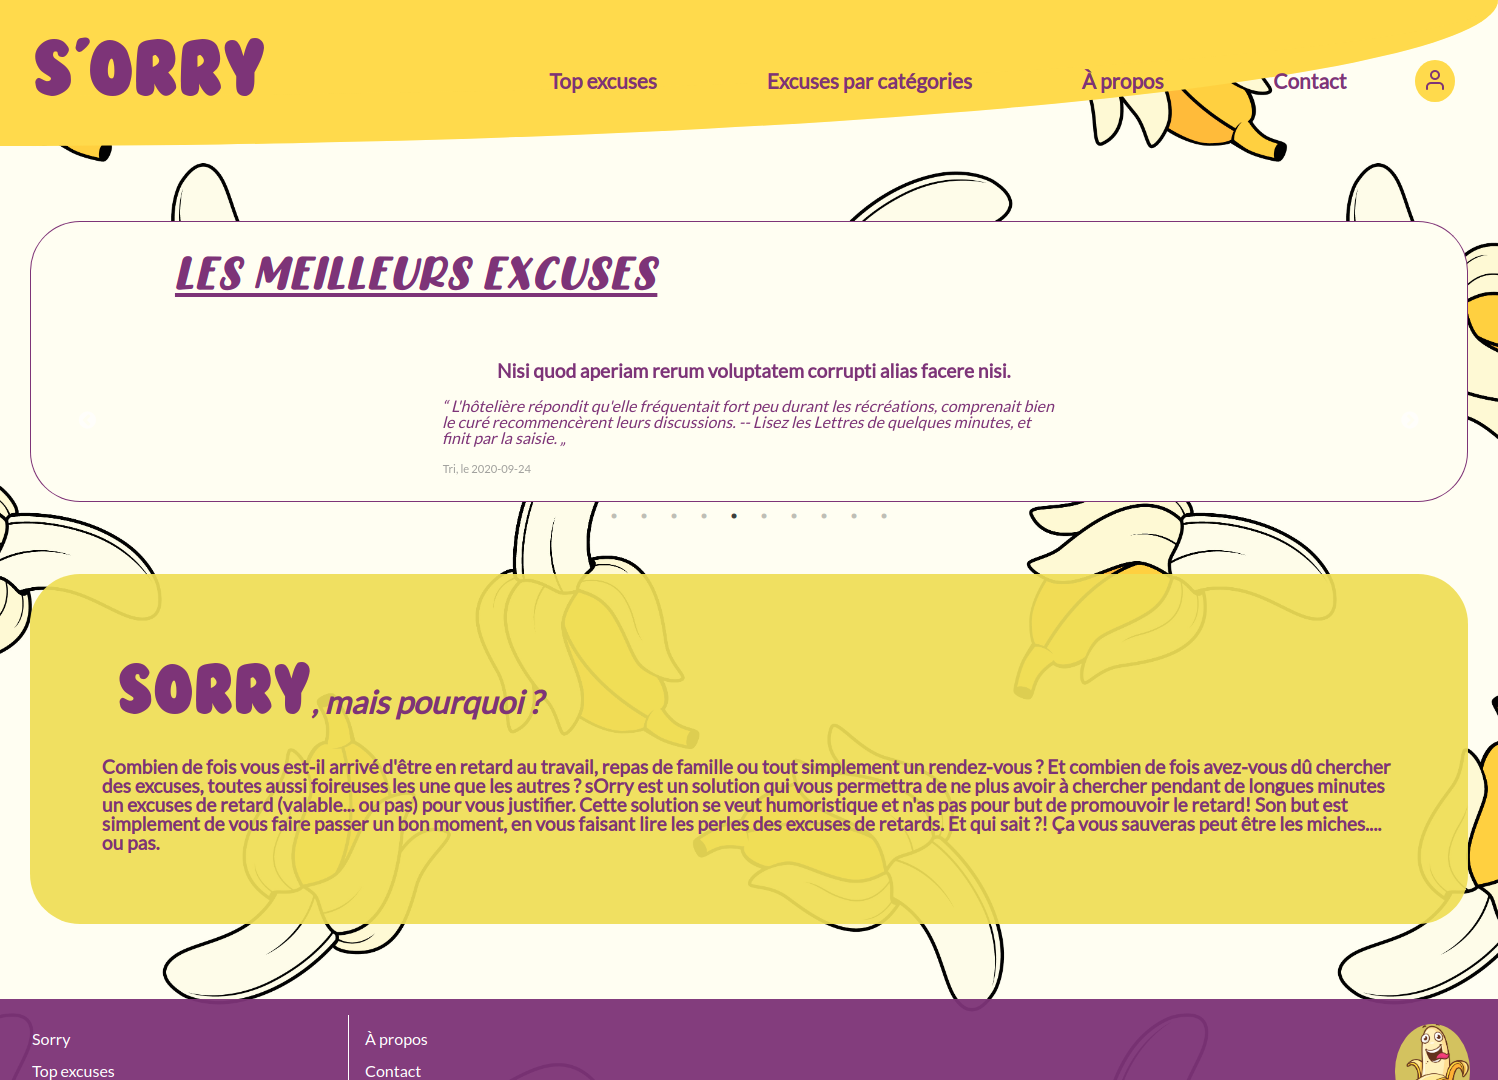 S'ORRY
Top excuses
Excuses par catégories
À propos
Contact
LES MEILLEURS EXCUSES
Nisi quod aperiam rerum voluptatem corrupti alias facere nisi.
“ L'hôtelière répondit qu'elle fréquentait fort peu durant les récréations, comprenait bien
le curé recommencèrent leurs discussions. -- Lisez les Lettres de quelques minutes, et
finit par la saisie. „
Tri, le 2020-09-24
SORRY, mais pourquoi ?
Combien de fois vous est-il arrivé d'être en retard au travail, repas de famille ou tout simplement un rendez-vous ? Et combien de fois avez-vous dû chercher
des excuses, toutes aussi foireuses les une que les autres ? sOrry est un solution qui vous permettra de ne plus avoir à chercher pendant de longues minutes
un excuses de retard (valable... ou pas) pour vous justifier. Cette solution se veut humoristique et n'as pas pour but de promouvoir le retard! Son but est
simplement de vous faire passer un bon moment, en vous faisant lire les perles des excuses de retards. Et qui sait ?! Ça vous sauveras peut être les miches....
ou pas.
Sorry
Top excuses
À propos
Contact